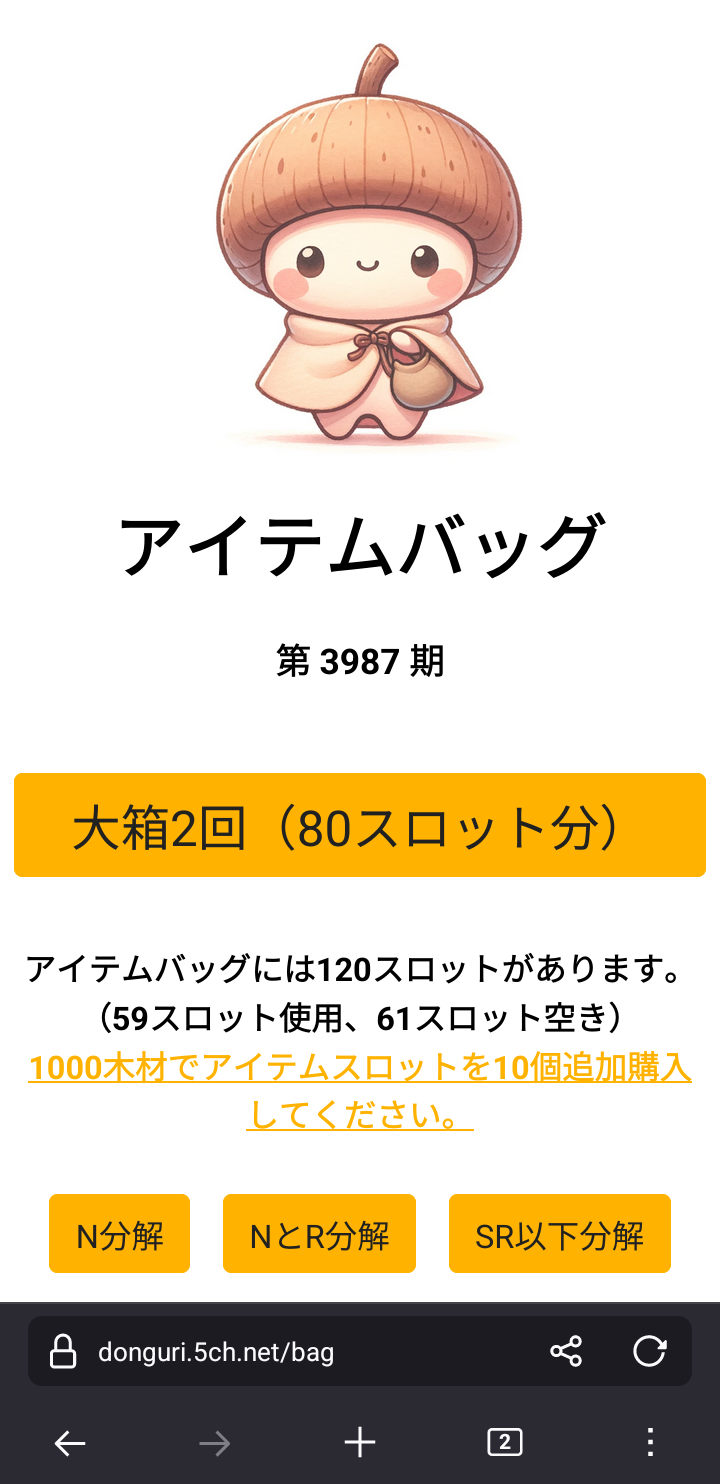 アイテムバッグ
第 3987 期
大箱2回（80スロット分）
アイテムバッグには120スロットがあります。
（59スロット使用、61スロット空き）
1000木材でアイテムスロットを10個追加購入
してください。
N分解 NとR分解 SR以下分解
donguri.5ch.net/bag
2